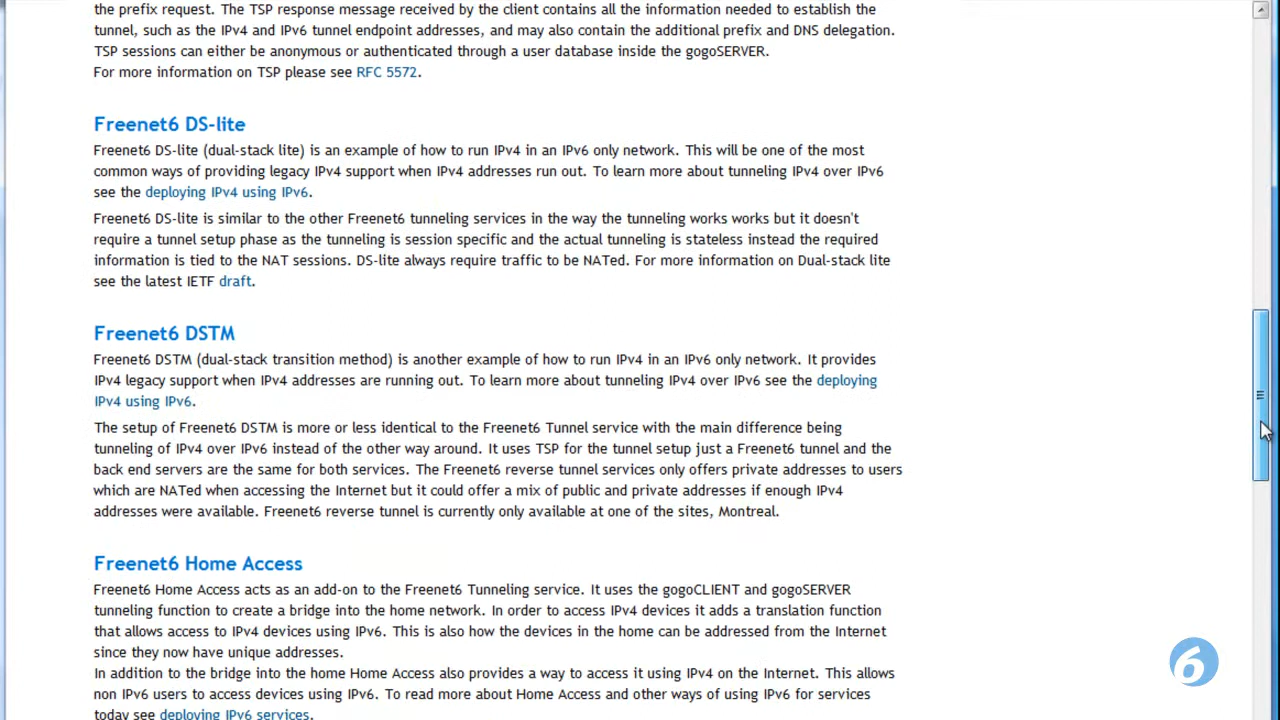 the prefix request. The TSP response message received by the client contains all the information needed to establish the
tunnel, such as the IPv4 and IPv6 tunnel endpoint addresses, and may also contain the additional prefix and DNS delegation.
TSP sessions can either be anonymous or authenticated through a user database inside the gogoSERVER.
For more information on TSP please see RFC 5572.
Freenet6 DS-lite
Freenet6 DS-lite (dual-stack lite) is an example of how to run IPv4 in an IPv6 only network. This will be one of the most
common ways of providing legacy IPv4 support when IPv4 addresses run out. To learn more about tunneling IPv4 over IPv6
see the deploying IPv4 using IPv6.
Freenet6 DS-lite is similar to the other Freenet6 tunneling services in the way the tunneling works works but it doesn't
require a tunnel setup phase as the tunneling is session specific and the actual tunneling is stateless instead the required
information is tied to the NAT sessions. DS-lite always require traffic to be NATed. For more information on Dual-stack lite
see the latest IETF draft.
Freenet6 DSTM
Freenet6 DSTM (dual-stack transition method) is another example of how to run IPv4 in an IPv6 only network. It provides
IPv4 legacy support when IPv4 addresses are running out. To learn more about tunneling IPv4 over IPv6 see the deploying
IPv4 using IPv6.
The setup of Freenet6 DSTM is more or less identical to the Freenet6 Tunnel service with the main difference being
tunneling of IPv4 over IPv6 instead of the other way around. It uses TSP for the tunnel setup just a Freenet6 tunnel and the
back end servers are the same for both services. The Freenet6 reverse tunnel services only offers private addresses to users
which are NATed when accessing the Internet but it could offer a mix of public and private addresses if enough IPv4
addresses were available. Freenet6 reverse tunnel is currently only available at one of the sites, Montreal.
Freenet6 Home Access
Freenet6 Home Access acts as an add-on to the Freenet6 Tunneling service. It uses the gogoCLIENT and gogoSERVER
tunneling function to create a bridge into the home network. In order to access IPv4 devices it adds a translation function
that allows access to IPv4 devices using IPv6. This is also how the devices in the home can be addressed from the Internet
since they now have unique addresses.
In addition to the bridge into the home Home Access also provides a way to access it using IPv4 on the Internet. This allows
non IPv6 users to access devices using IPv6. To read more about Home Access and other ways of using IPv6 for services
today see deploying IPv6 services.
6